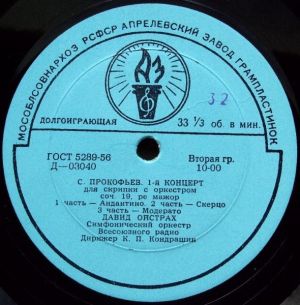 МОСОБЛСОВНАРХОЗ РСФСР АПРЕЛЕВСКИЙ ЗАВОД ГРАМПЛАСТИНОК
АЗ
32
ДОЛГОИГРАЮЩАЯ 33 1/3 об. в мин.
ГОСТ 5289-56 Вторая гр.
Д—03040 10-00
С. ПРОКОФЬЕВ. 1-й КОНЦЕРТ
для скрипки с оркестром
соч. 19, ре мажор
1 часть — Андантино. 2 часть — Скерцо
3 часть — Модерато
ДАВИД ОЙСТРАХ
Симфонический оркестр
Всесоюзного радио
Дирижер К. П. Кондрашин